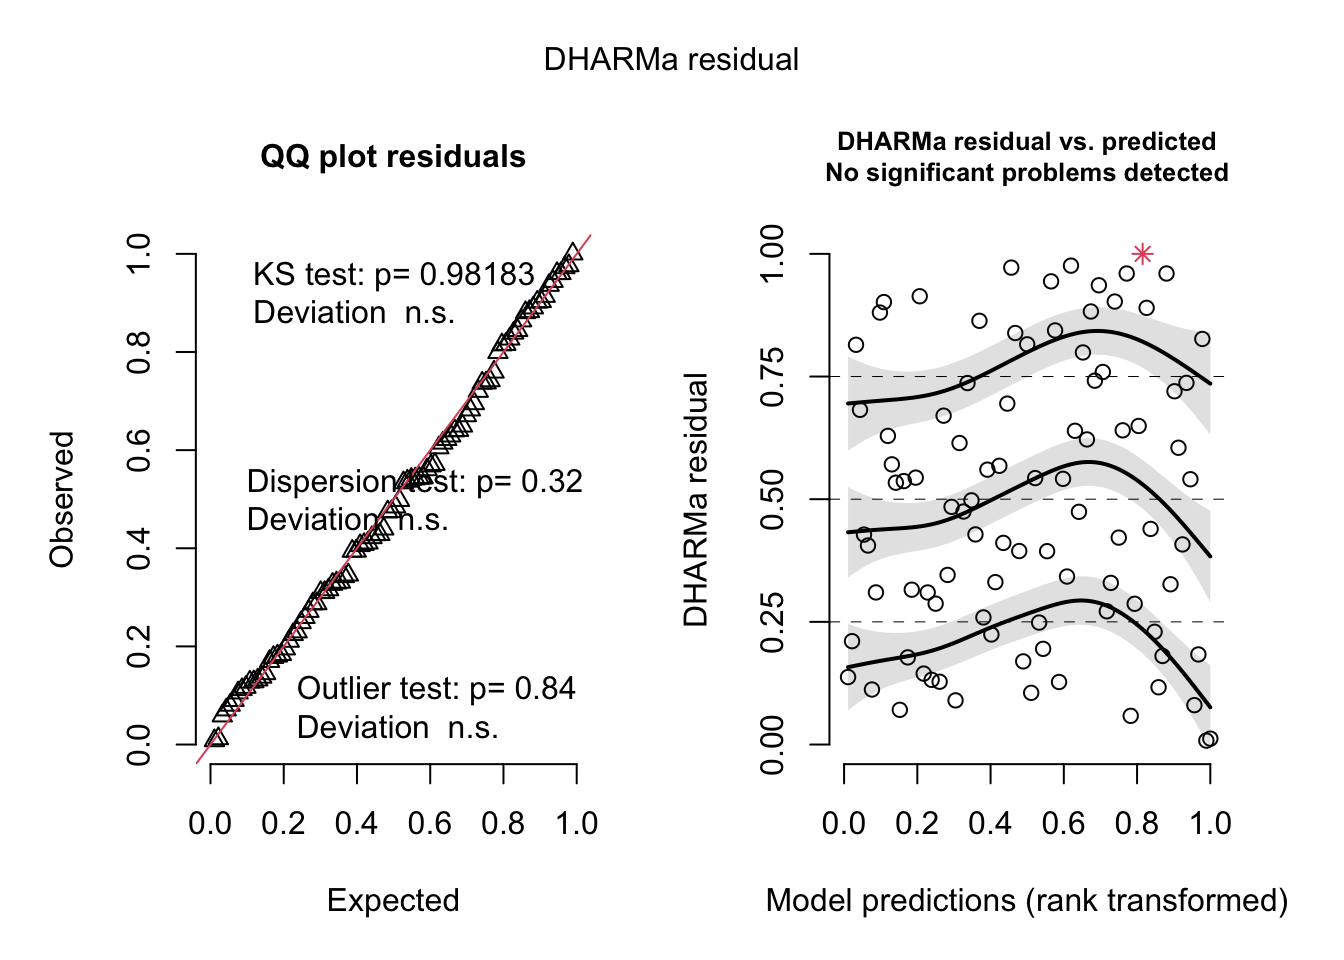 DHARMa residual
QQ plot residuals
KS test: p= 0.98183
Deviation  n.s.
Dispersion test: p= 0.32
Deviation  n.s.
Outlier test: p= 0.84
Deviation  n.s.
Observed
0.0 0.2 0.4 0.6 0.8 1.0
0.0 0.2 0.4 0.6 0.8 1.0
Expected
DHARMa residual vs. predicted
No significant problems detected
DHARMa residual
0.00 0.25 0.50 0.75 1.00
0.0 0.2 0.4 0.6 0.8 1.0
Model predictions (rank transformed)